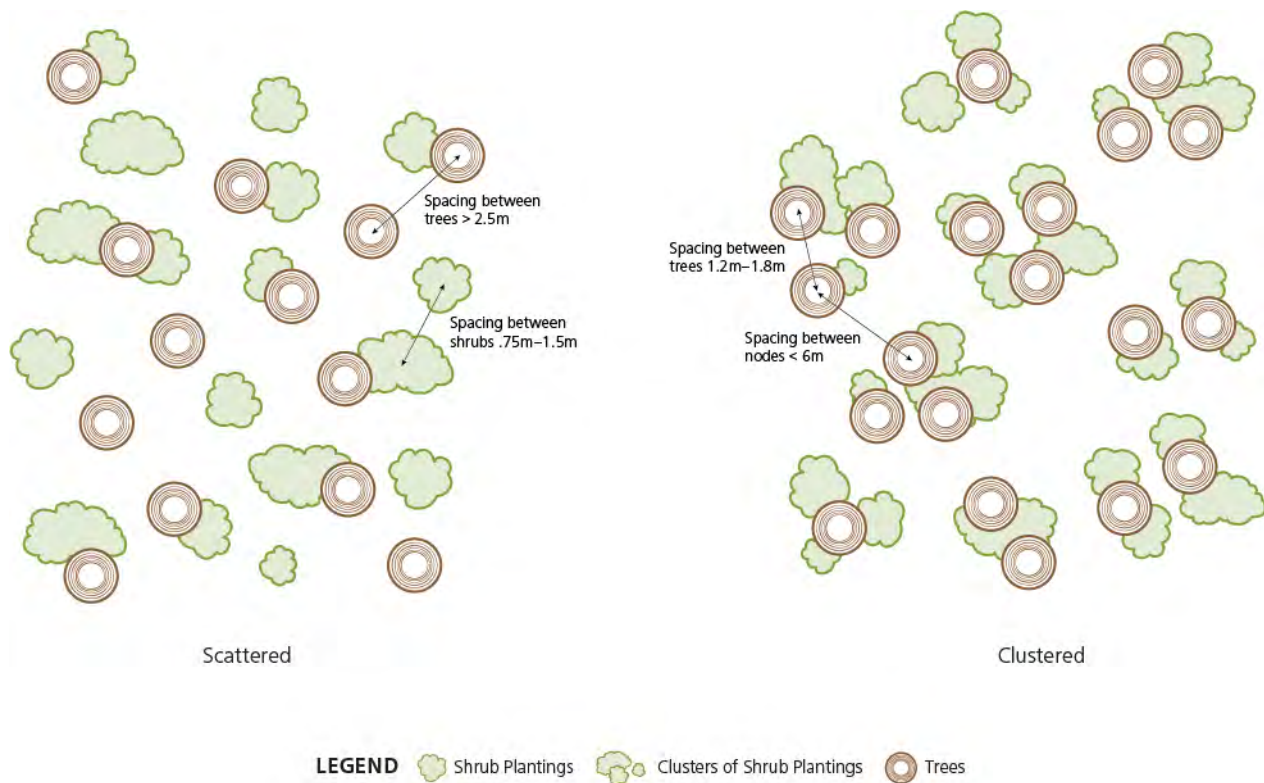 Spacing between
trees > 2.5m
Spacing between
shrubs .75m–1.5m
Scattered
Spacing between
trees 1.2m–1.8m
Spacing between
nodes < 6m
Clustered
LEGEND Shrub Plantings Clusters of Shrub Plantings Trees